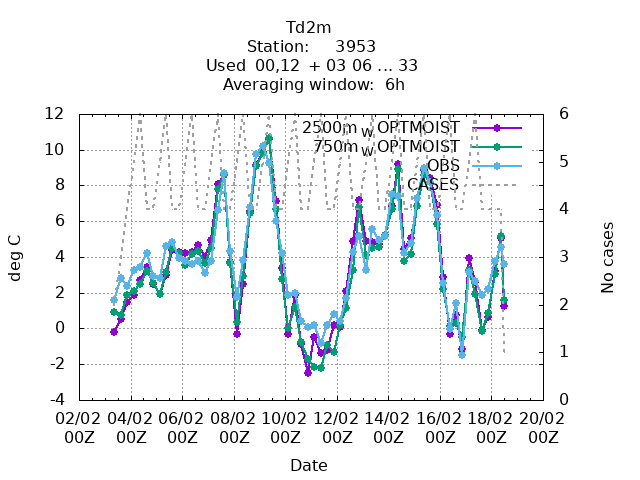 Td2m
Station: 3953
Used 00,12 + 03 06 ... 33
Averaging window: 6h
12 6
2500m_w OPTMOIST
750m_w OPTMOIST
10 5
OBS
CASES
8 4
6
deg C
4 3
No cases
2 2
0
-2 1
-4 0
02/02 04/02 06/02 08/02 10/02 12/02 14/02 16/02 18/02 20/02
00Z 00Z 00Z 00Z 00Z 00Z 00Z 00Z 00Z 00Z
Date